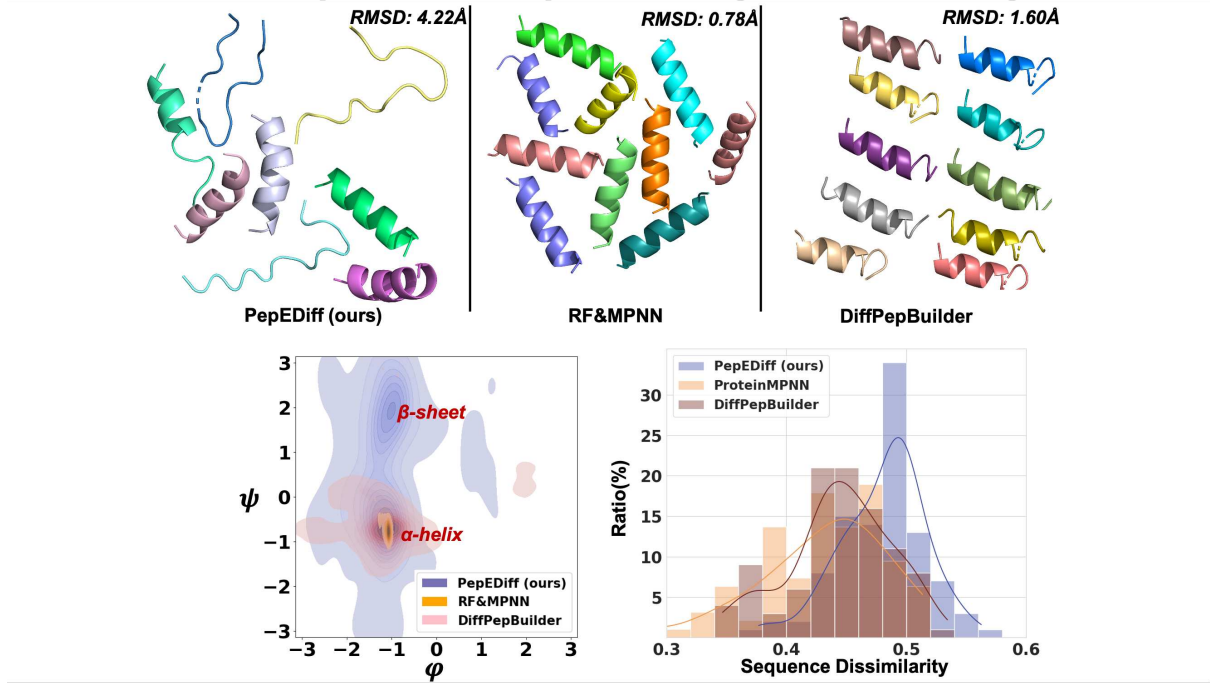 RMSD: 4.22Å
RMSD: 0.78Å
RMSD: 1.60Å
PepEDiff (ours)
RF&MPNN
DiffPepBuilder
3
2
1
0
−1
−2
−3
ψ
β-sheet
α-helix
PepEDiff (ours)
RF&MPNN
DiffPepBuilder
−3 −2 −1 0 1 2 3
φ
PepEDiff (ours)
ProteinMPNN
DiffPepBuilder
30
25
20
15
10
5
Ratio(%)
0.3 0.4 0.5 0.6
Sequence Dissimilarity